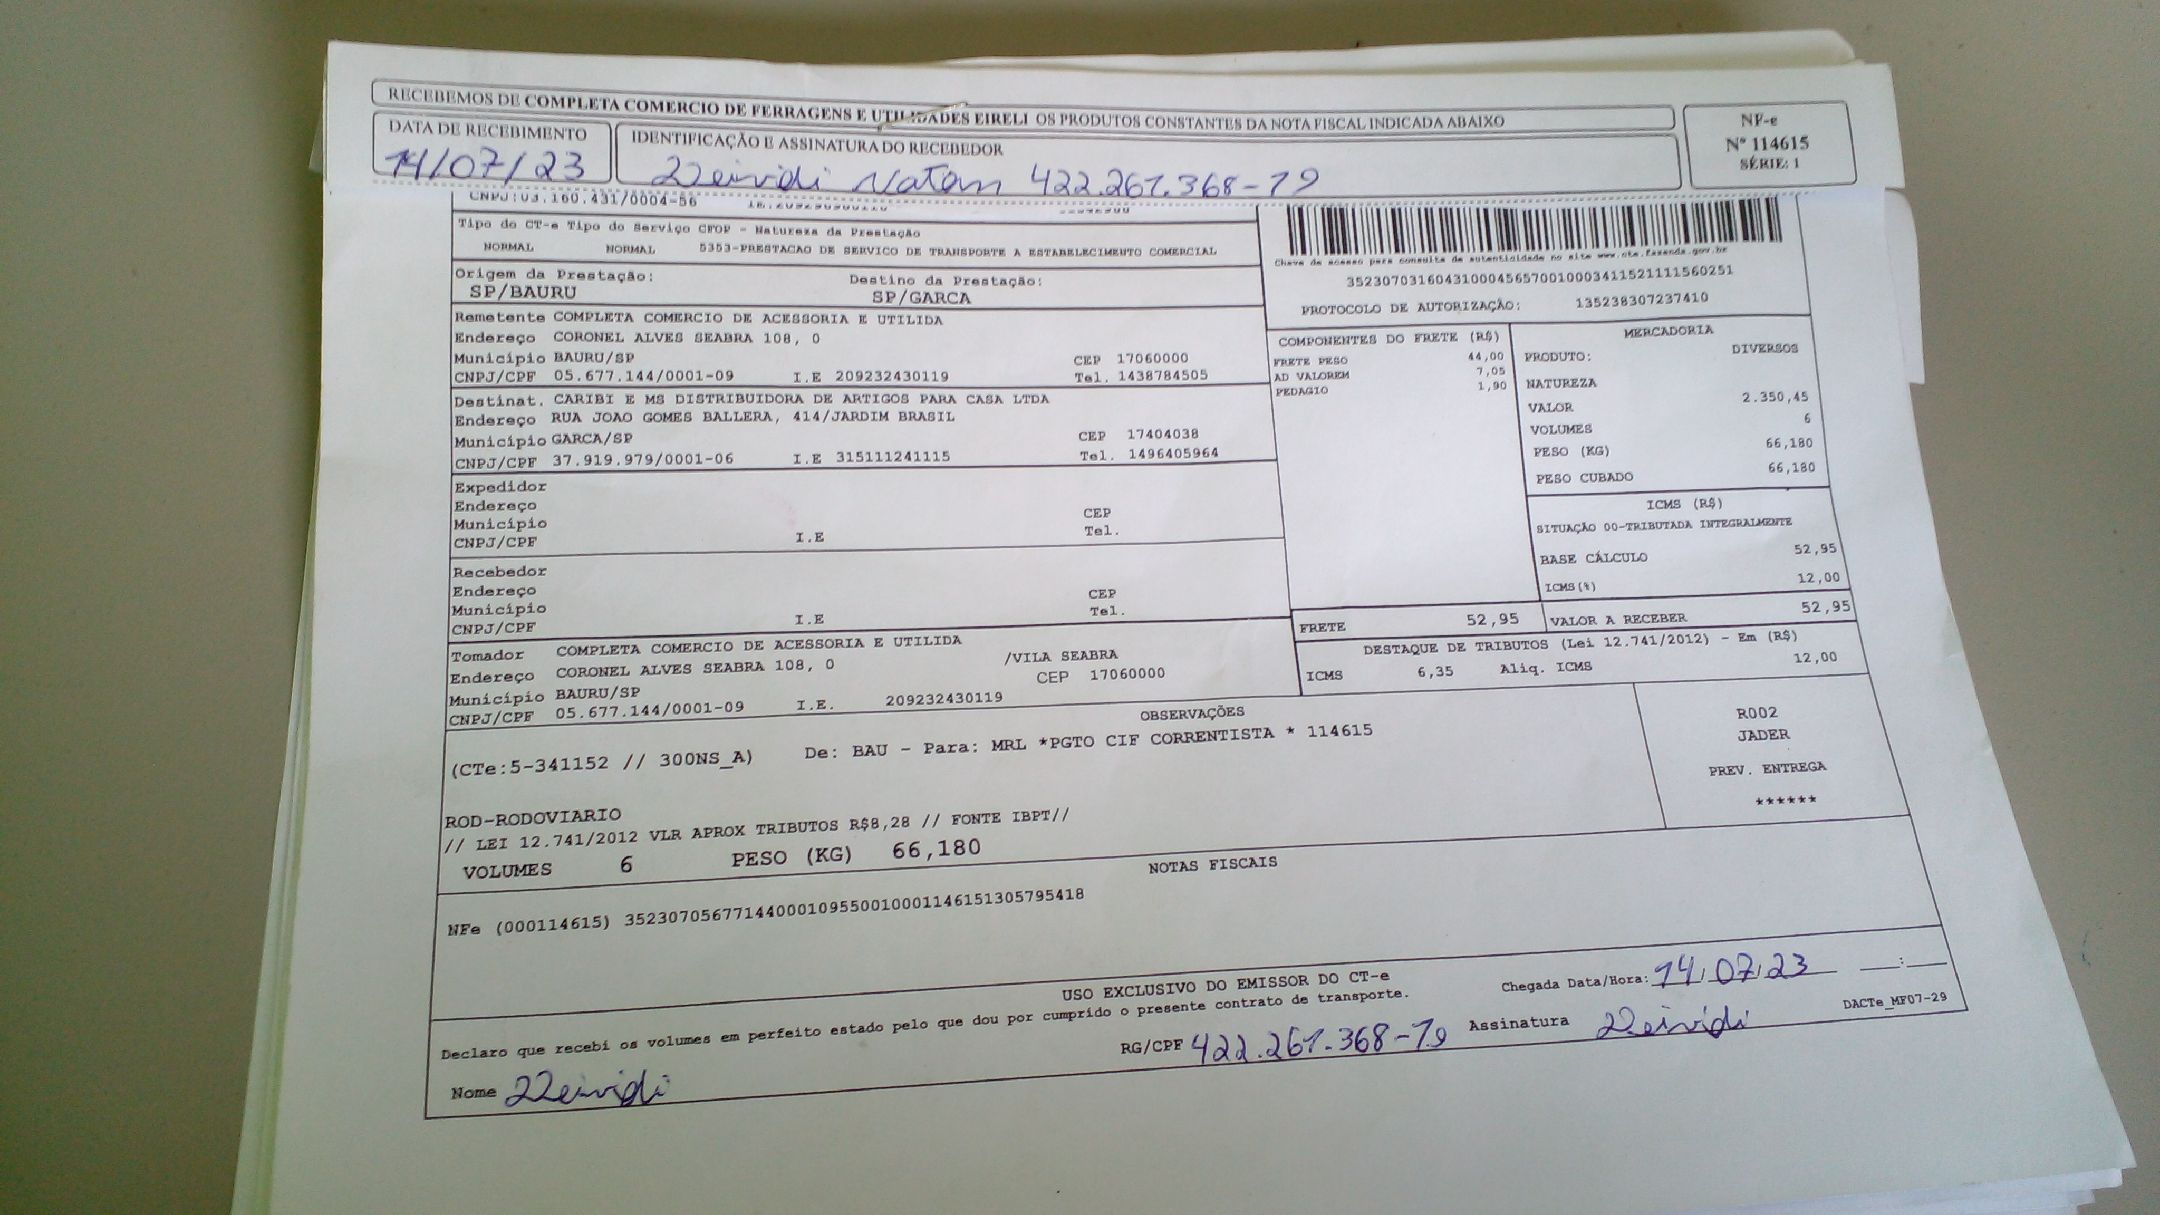 RECEBEMOS DE COMPLETA COMERCIO DE FERRAGENS E UTILIDADES EIRELI OS PRODUTOS CONSTANTES DA NOTA FISCAL INDICADA ABAIXO
NF-e
Nº 114615
SÉRIE: 1
DATA DE RECEBIMENTO
14/07/23
IDENTIFICAÇÃO E ASSINATURA DO RECEBEDOR
Deividi Natan 422.261.368-19
CNPJ:03.160.431/0004-56
Tipo do CT-e Tipo do Serviço CFOP - Natureza da Prestação
NORMAL NORMAL 5353-PRESTACAO DE SERVICO DE TRANSPORTE A ESTABELECIMENTO COMERCIAL
Origem da Prestação: Destino da Prestação:
SP/BAURU SP/GARCA
Chave de acesso para consulta de autenticidade no site www.cte.fazenda.gov.br
35230703160431000456570010003411521111560251
PROTOCOLO DE AUTORIZAÇÃO: 135238307237410
Remetente COMPLETA COMERCIO DE ACESSORIA E UTILIDA
Endereço CORONEL ALVES SEABRA 108, 0
Município BAURU/SP CEP 17060000
CNPJ/CPF 05.677.144/0001-09 I.E 209232430119 Tel. 1438784505
Destinat. CARIBI E MS DISTRIBUIDORA DE ARTIGOS PARA CASA LTDA
Endereço RUA JOAO GOMES BALLERA, 414/JARDIM BRASIL
Município GARCA/SP CEP 17404038
CNPJ/CPF 37.919.979/0001-06 I.E 315111241115 Tel. 1496405964
Expedidor
Endereço
Município CEP
CNPJ/CPF I.E Tel.
Recebedor
Endereço
Município CEP
CNPJ/CPF I.E Tel.
Tomador COMPLETA COMERCIO DE ACESSORIA E UTILIDA
Endereço CORONEL ALVES SEABRA 108, 0 /VILA SEABRA
Município BAURU/SP CEP 17060000
CNPJ/CPF 05.677.144/0001-09 I.E. 209232430119
COMPONENTES DO FRETE (R$)
FRETE PESO 44,00
AD VALOREM 7,05
PEDAGIO 1,90
MERCADORIA
PRODUTO: DIVERSOS
NATUREZA
VALOR 2.350,45
VOLUMES 6
PESO (KG) 66,180
PESO CUBADO 66,180
ICMS (R$)
SITUAÇÃO 00-TRIBUTADA INTEGRALMENTE
BASE CÁLCULO 52,95
ICMS(%) 12,00
FRETE 52,95 VALOR A RECEBER 52,95
DESTAQUE DE TRIBUTOS (Lei 12.741/2012) - Em (R$)
ICMS 6,35 Aliq. ICMS 12,00
OBSERVAÇÕES
(CTe:5-341152 // 300NS_A) De: BAU - Para: MRL *PGTO CIF CORRENTISTA * 114615
R002
JADER
PREV. ENTREGA
******
ROD-RODOVIARIO
// LEI 12.741/2012 VLR APROX TRIBUTOS R$8,28 // FONTE IBPT//
VOLUMES 6 PESO (KG) 66,180
NOTAS FISCAIS
NFe (000114615) 35230705677144000109550010001146151305795418
USO EXCLUSIVO DO EMISSOR DO CT-e
Chegada Data/Hora: 14/07/23 __:__
Declaro que recebi os volumes em perfeito estado pelo que dou por cumprido o presente contrato de transporte.
DACTe_MF07-29
Nome Deividi RG/CPF 422.261.368-19 Assinatura Deividi